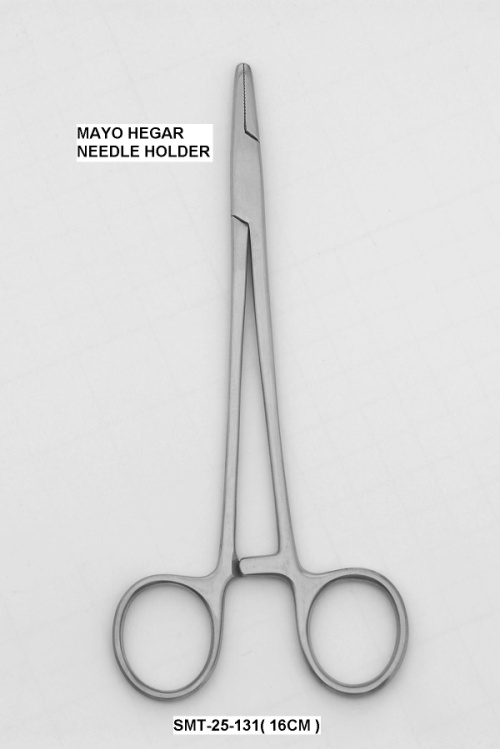 MAYO HEGAR
NEEDLE HOLDER
SMT-25-131( 16CM )